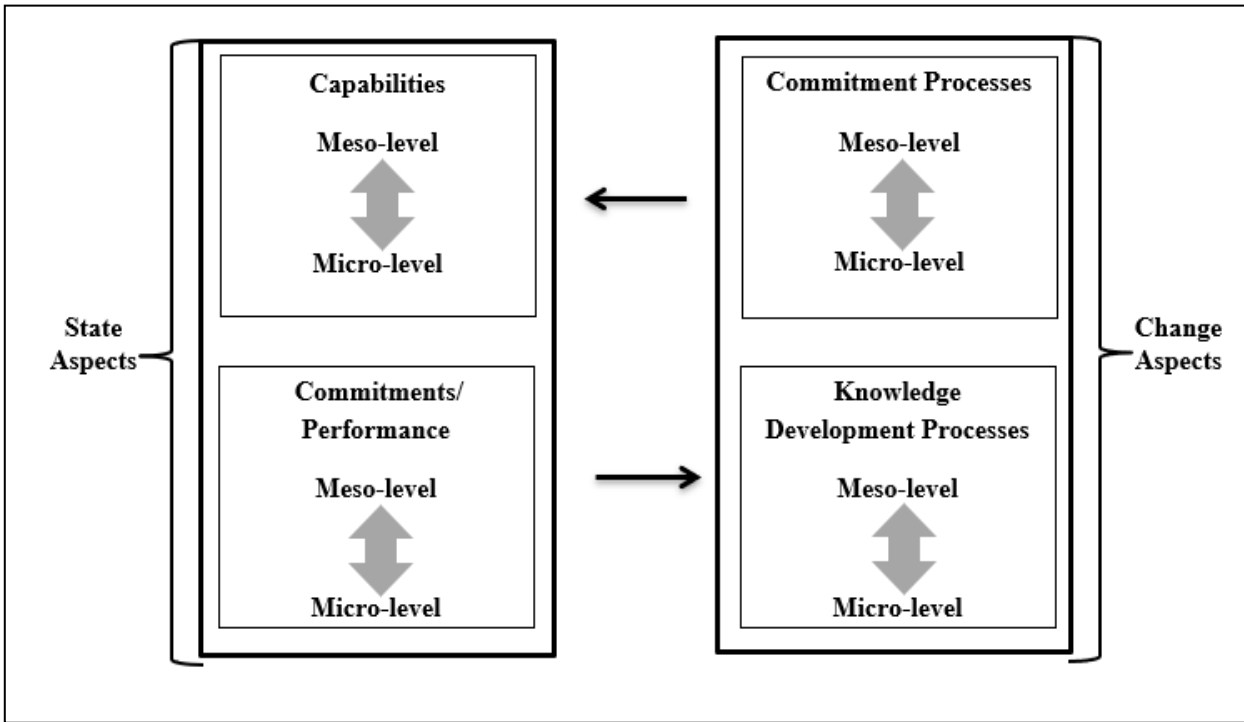 Capabilities
Meso-level
Micro-level
Commitments/
Performance
Meso-level
Micro-level
State
Aspects
Commitment Processes
Meso-level
Micro-level
Knowledge
Development Processes
Meso-level
Micro-level
Change
Aspects